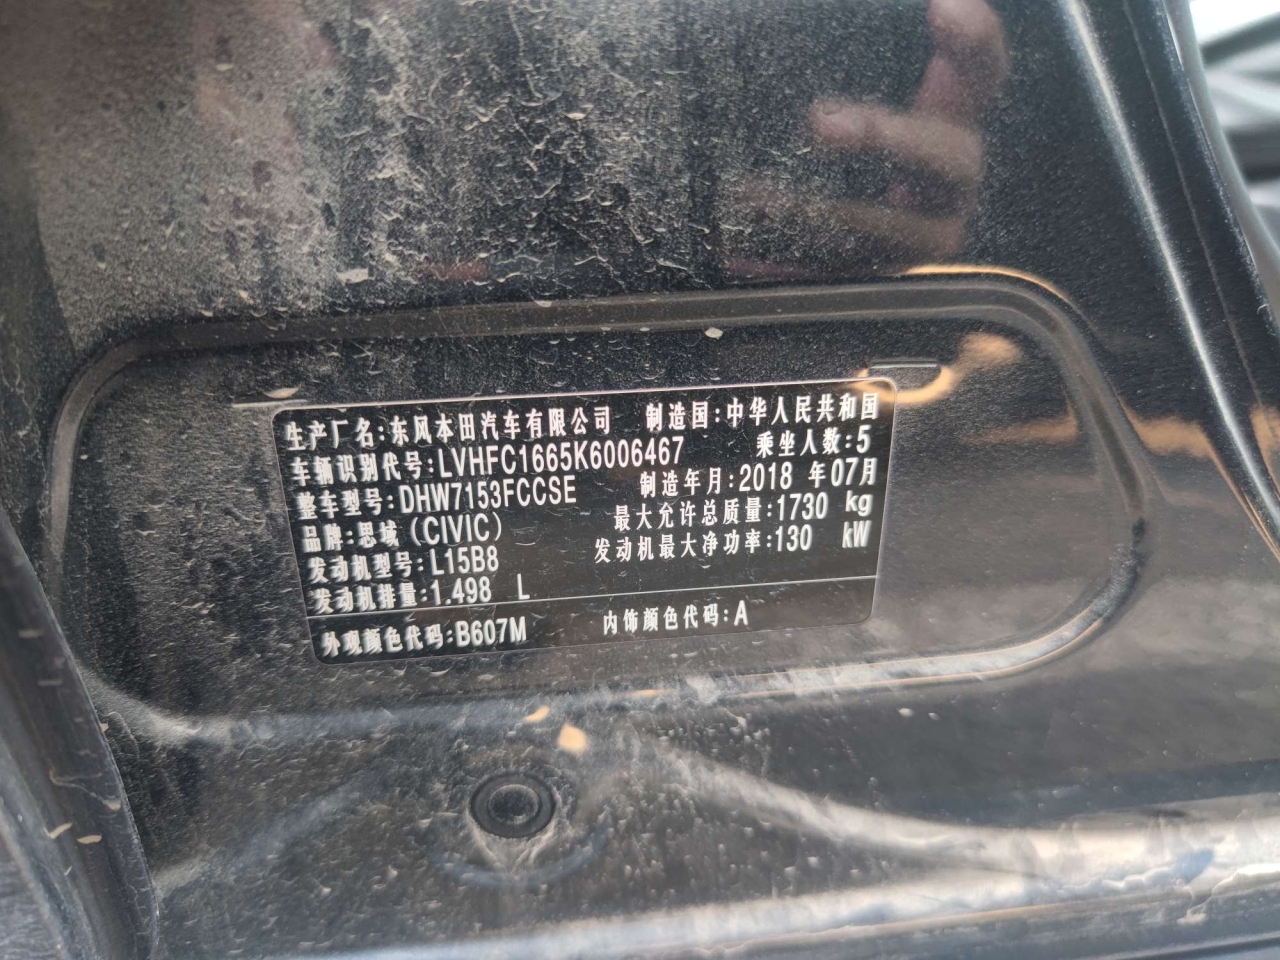 生产厂名:东风本田汽车有限公司 制造国:中华人民共和国
车辆识别代号:LVHFC1665K6006467 乘坐人数:5
整车型号:DHW7153FCCSE 制造年月:2018 年07月
品牌:思域(CIVIC) 最大允许总质量:1730 kg
发动机型号:L15B8 发动机最大净功率:130 kW
发动机排量:1.498 L
外观颜色代码:B607M 内饰颜色代码:A